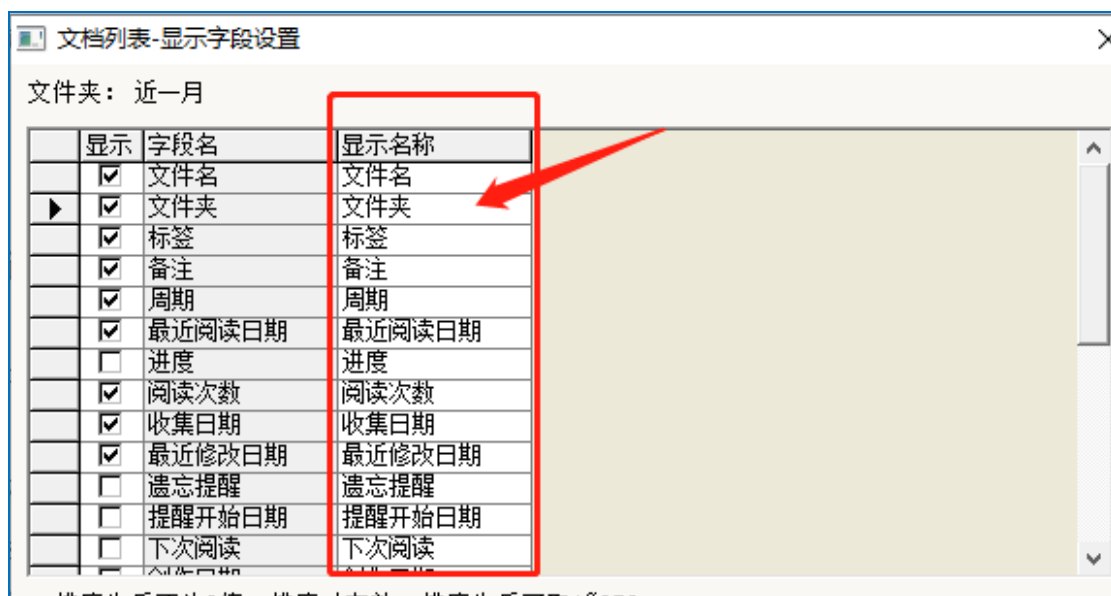 文档列表-显示字段设置
文件夹： 近一月
显示 字段名 显示名称
文件名 文件名
文件夹 文件夹
标签 标签
备注 备注
周期 周期
最近阅读日期 最近阅读日期
进度 进度
阅读次数 阅读次数
收集日期 收集日期
最近修改日期 最近修改日期
遗忘提醒 遗忘提醒
提醒开始日期 提醒开始日期
下次阅读 下次阅读